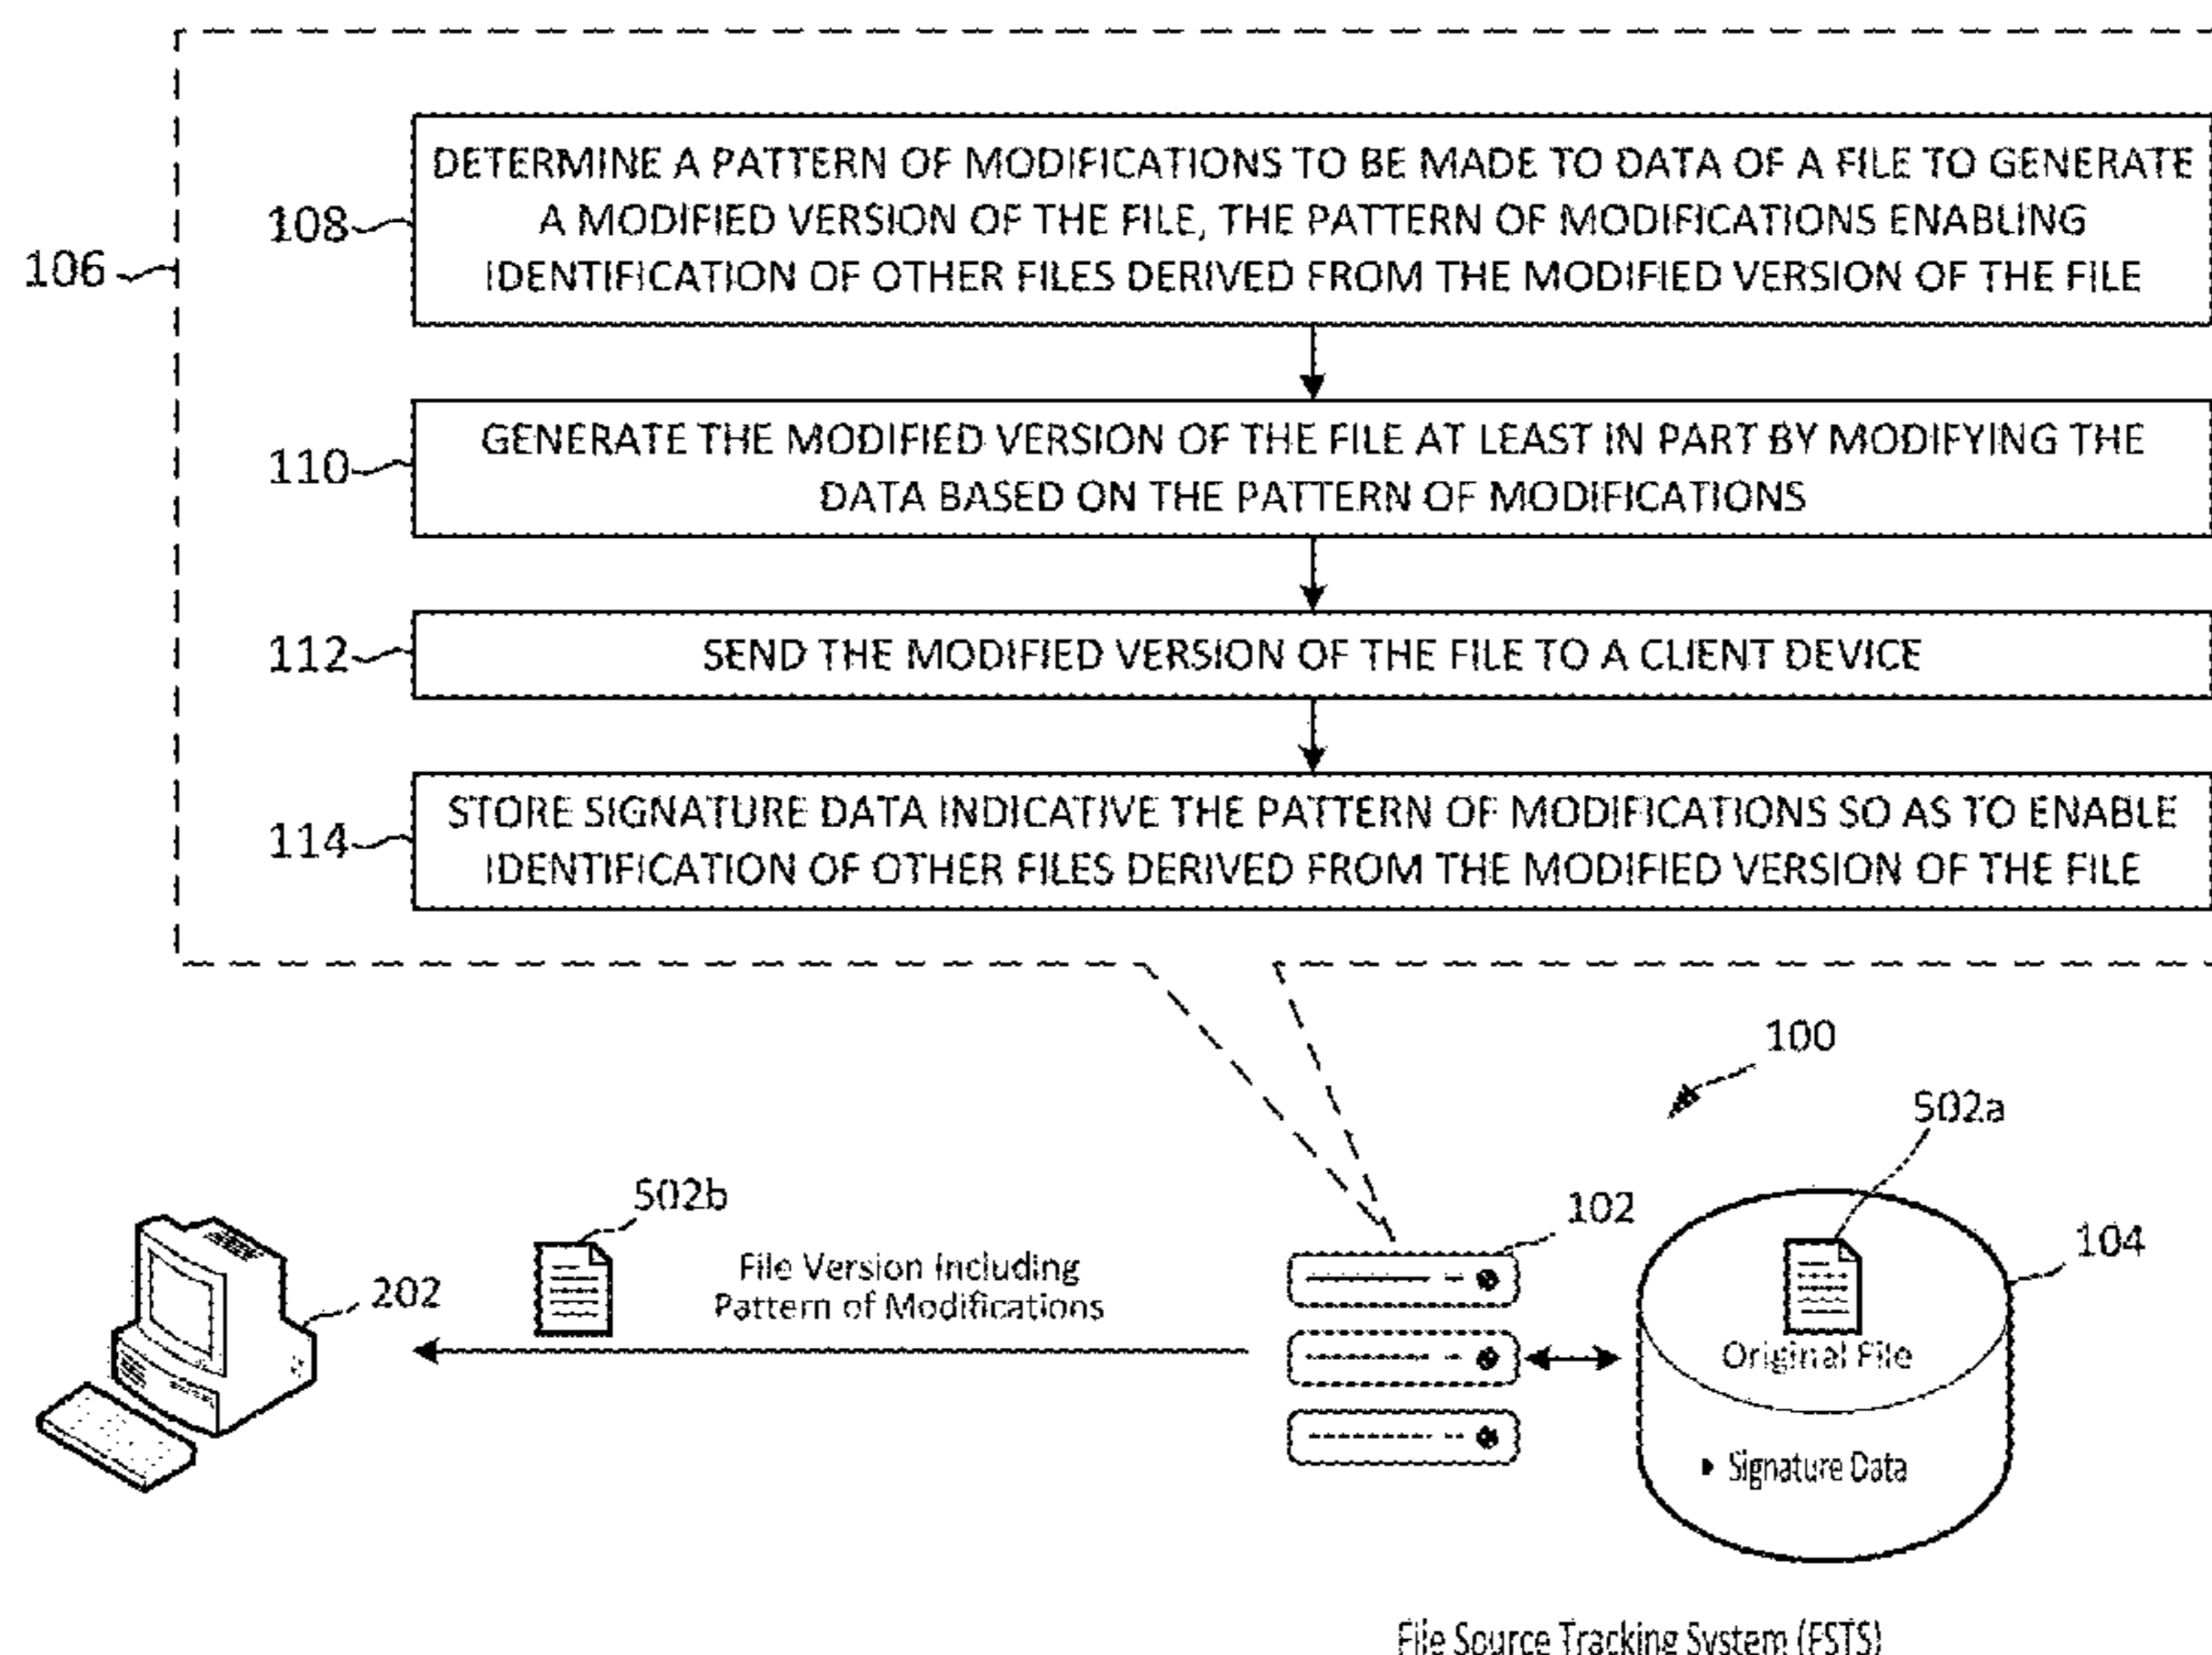 DETERMINE A PATTERN OF MODIFICATIONS TO BE MADE TO DATA OF A FILE TO GENERATE
A MODIFIED VERSION OF THE FILE, THE PATTERN OF MODIFICATIONS ENABLING
IDENTIFICATION OF OTHER FILES DERIVED FROM THE MODIFIED VERSION OF THE FILE
108
106
GENERATE THE MODIFIED VERSION OF THE FILE AT LEAST IN PART BY MODIFYING THE
DATA BASED ON THE PATTERN OF MODIFICATIONS
110
SEND THE MODIFIED VERSION OF THE FILE TO A CLIENT DEVICE
112
STORE SIGNATURE DATA INDICATIVE THE PATTERN OF MODIFICATIONS SO AS TO ENABLE
IDENTIFICATION OF OTHER FILES DERIVED FROM THE MODIFIED VERSION OF THE FILE
114
100
502a
502b
102
104
202
File Version Including
Pattern of Modifications
Original File
Signature Data
File Source Tracking System (FSTS)